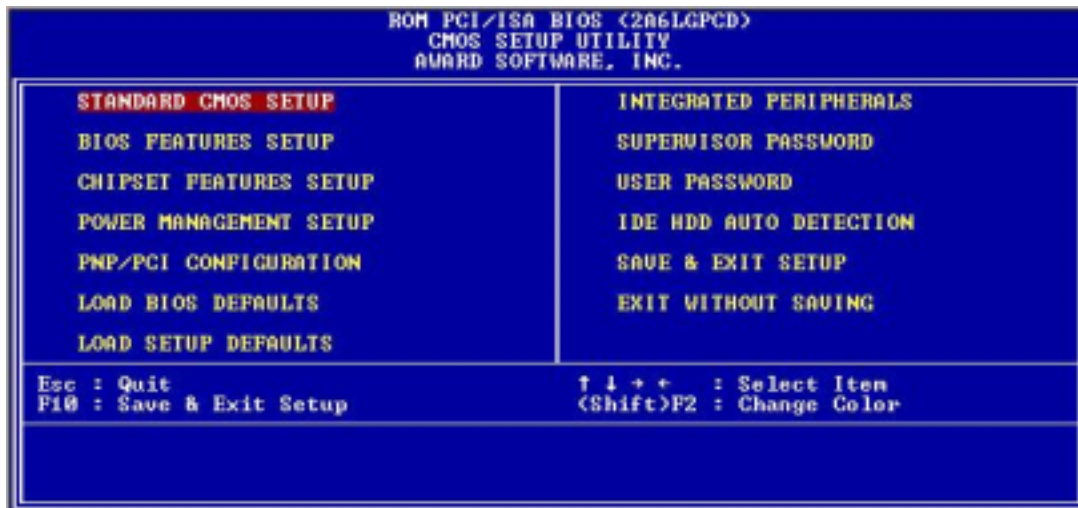 ROM PCI/ISA BIOS (2A6LGPCD)
CMOS SETUP UTILITY
AWARD SOFTWARE, INC.
STANDARD CMOS SETUP
BIOS FEATURES SETUP
CHIPSET FEATURES SETUP
POWER MANAGEMENT SETUP
PNP/PCI CONFIGURATION
LOAD BIOS DEFAULTS
LOAD SETUP DEFAULTS
INTEGRATED PERIPHERALS
SUPERVISOR PASSWORD
USER PASSWORD
IDE HDD AUTO DETECTION
SAVE & EXIT SETUP
EXIT WITHOUT SAVING
Esc : Quit
F10 : Save & Exit Setup
↑ ↓ → ← : Select Item
(Shift)F2 : Change Color